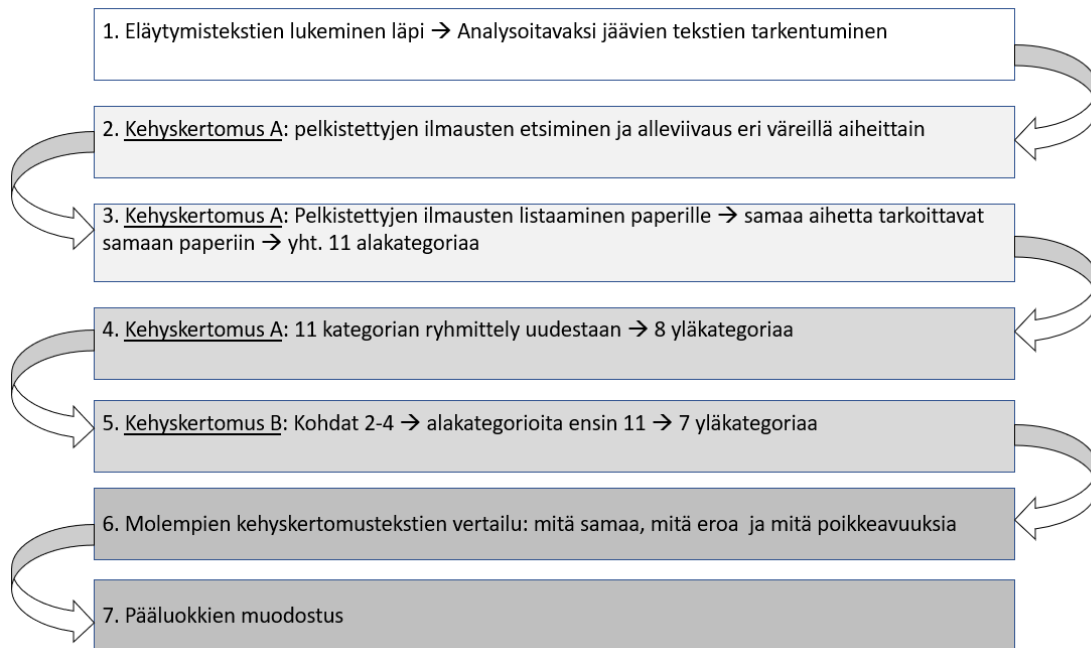 1. Eläytymistekstien lukeminen läpi → Analysoitavaksi jäävien tekstien tarkentuminen
2. Kehyskertomus A: pelkistettyjen ilmausten etsiminen ja alleviivaus eri väreillä aiheittain
3. Kehyskertomus A: Pelkistettyjen ilmausten listaaminen paperille → samaa aihetta tarkoittavat
samaan paperiin → yht. 11 alakategoriaa
4. Kehyskertomus A: 11 kategorian ryhmittely uudestaan → 8 yläkategoriaa
5. Kehyskertomus B: Kohdat 2-4 → alakategorioita ensin 11 → 7 yläkategoriaa
6. Molempien kehyskertomustekstien vertailu: mitä samaa, mitä eroa ja mitä poikkeavuuksia
7. Pääluokkien muodostus